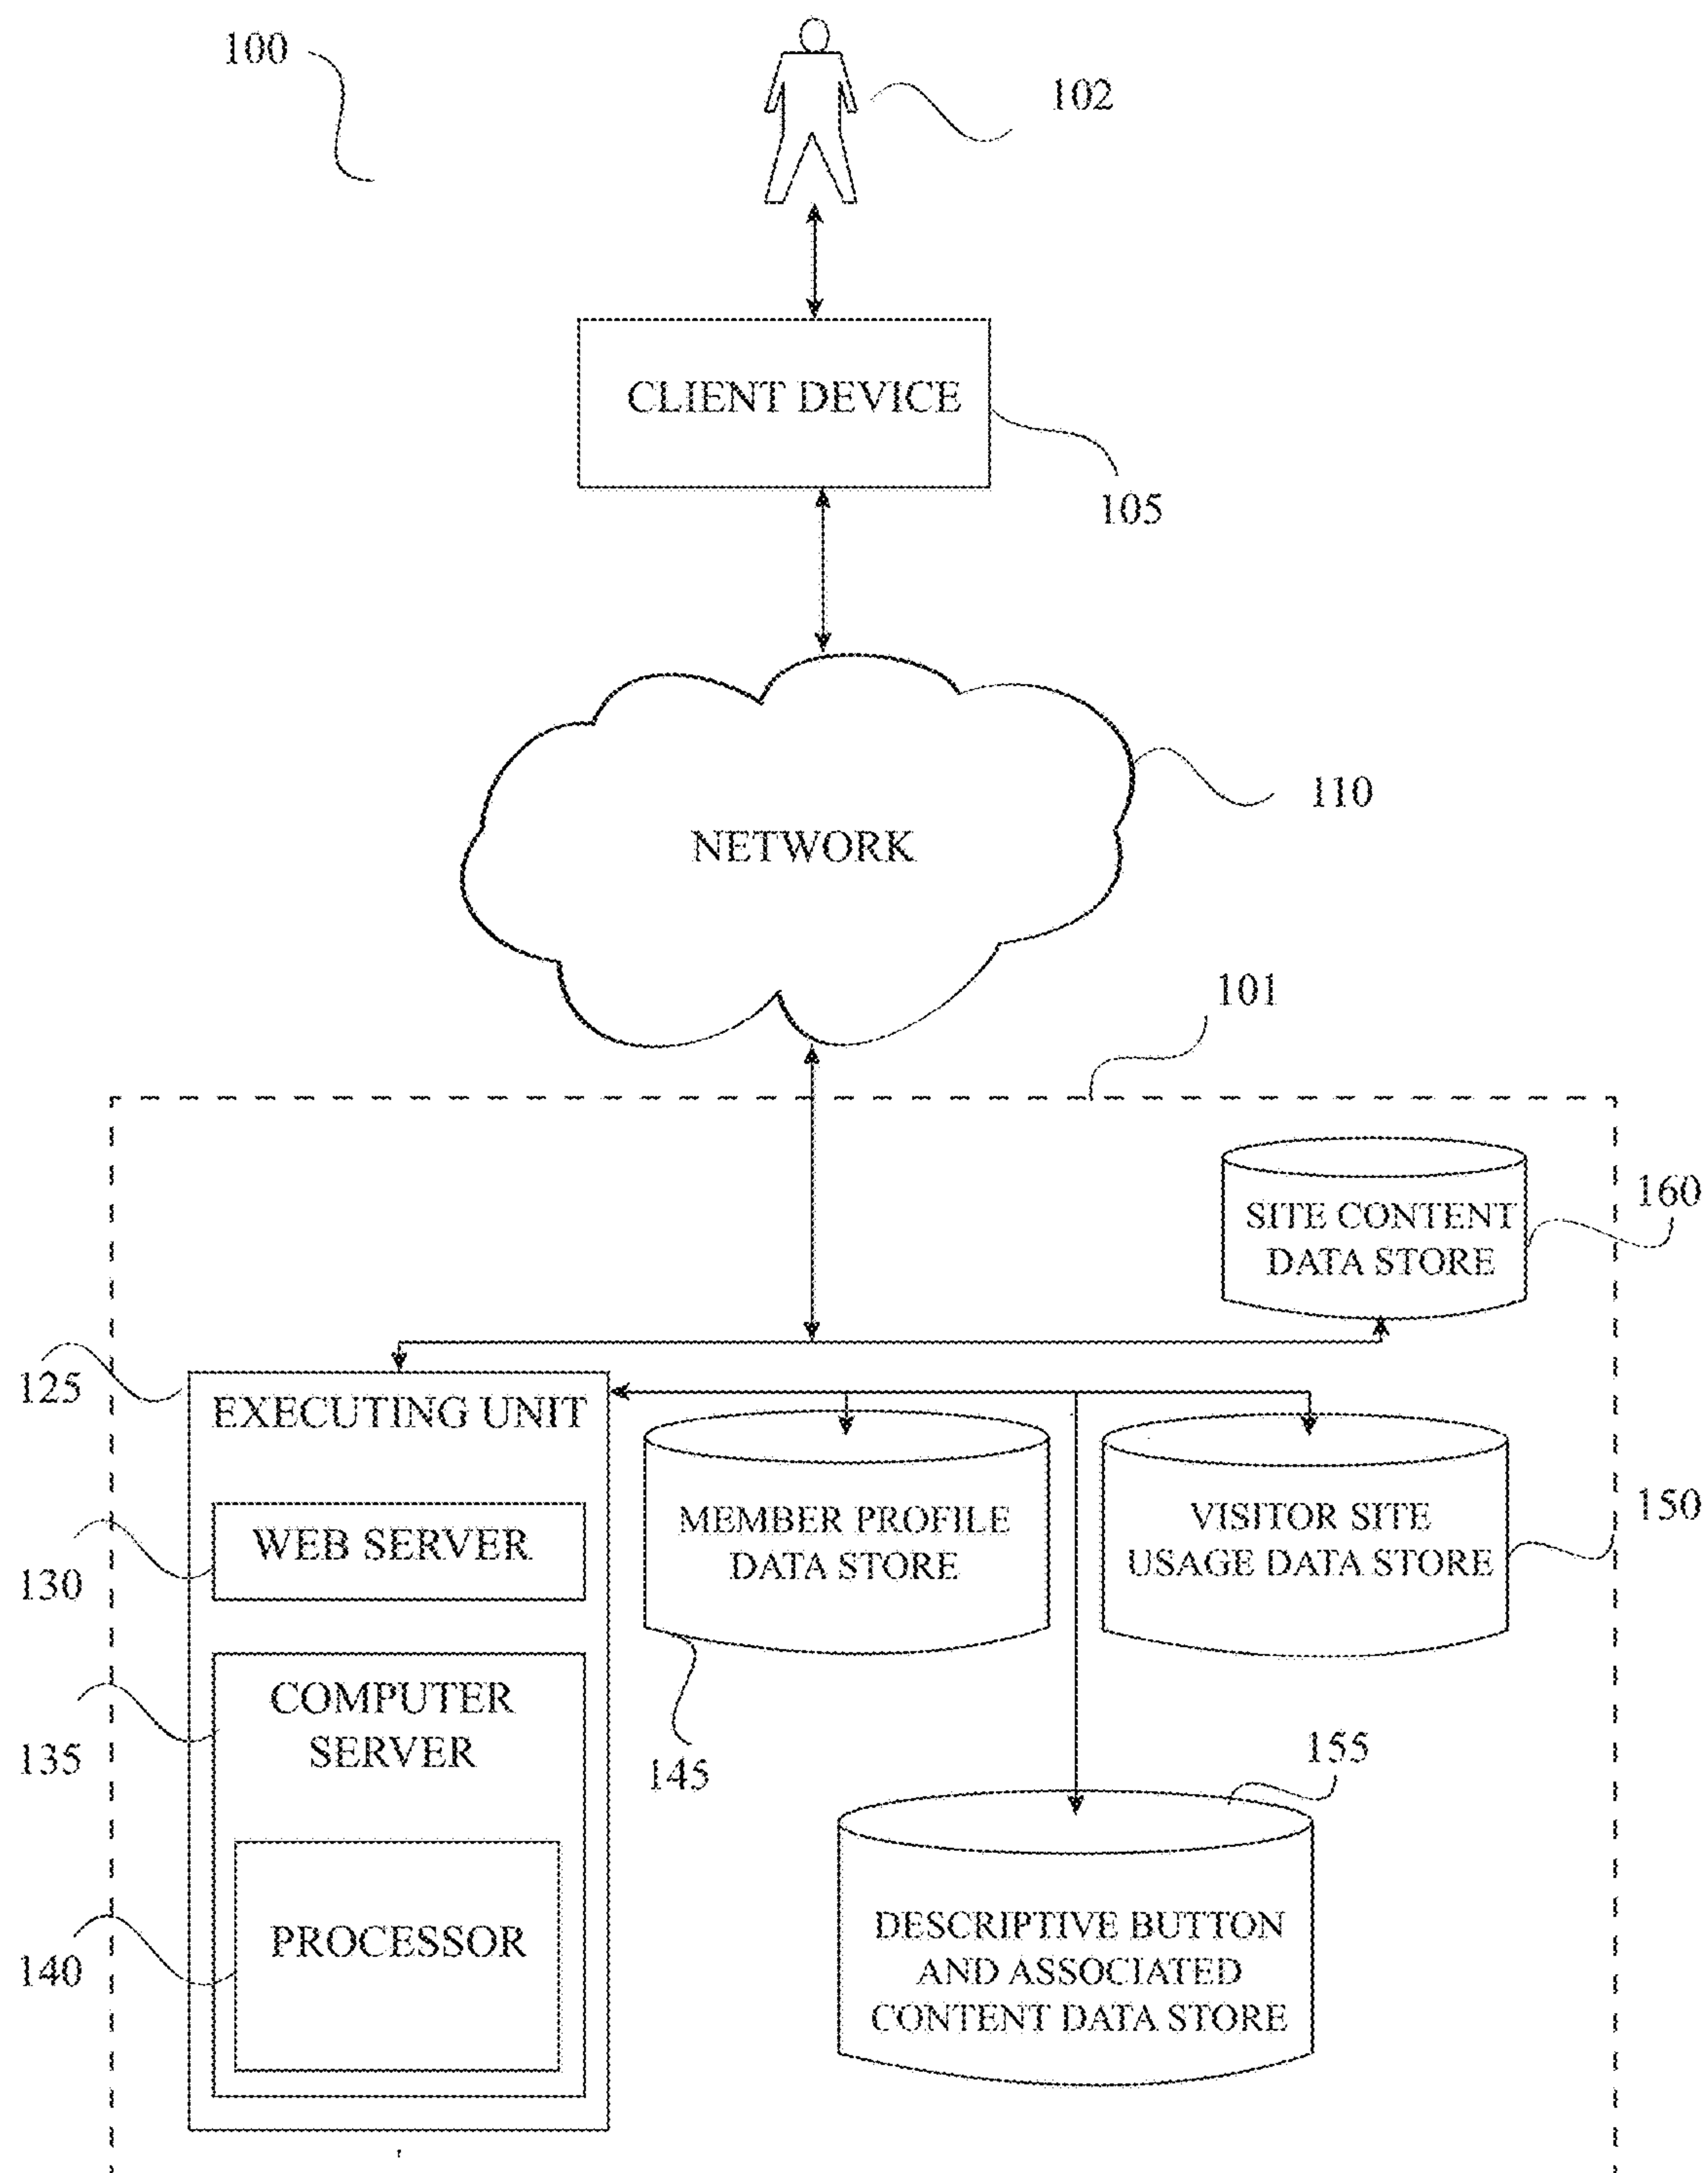 100
102
CLIENT DEVICE
105
110
NETWORK
101
160
SITE CONTENT
DATA STORE
125
EXECUTING UNIT
150
MEMBER PROFILE
DATA STORE
VISITOR SITE
USAGE DATA STORE
WEB SERVER
130
COMPUTER
SERVER
135
145
155
PROCESSOR
140
DESCRIPTIVE BUTTON
AND ASSOCIATED
CONTENT DATA STORE